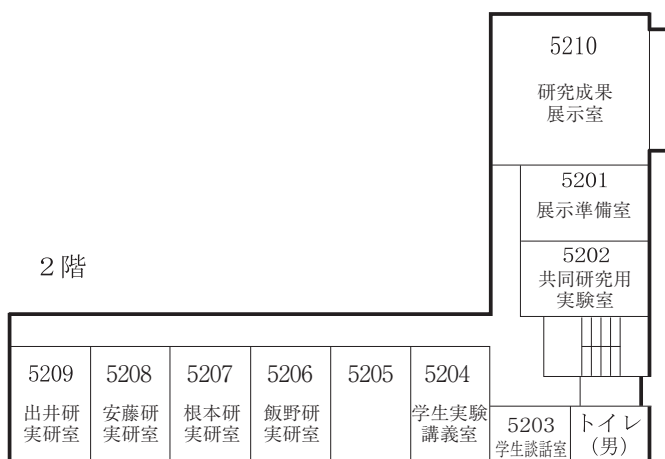 5210
研究成果
展示室
5201
展示準備室
5202
共同研究用
実験室
2階
5209
出井研
実研室
5208
安藤研
実研室
5207
根本研
実研室
5206
飯野研
実研室
5205
5204
学生実験
講義室
5203
学生談話室
トイレ
(男)